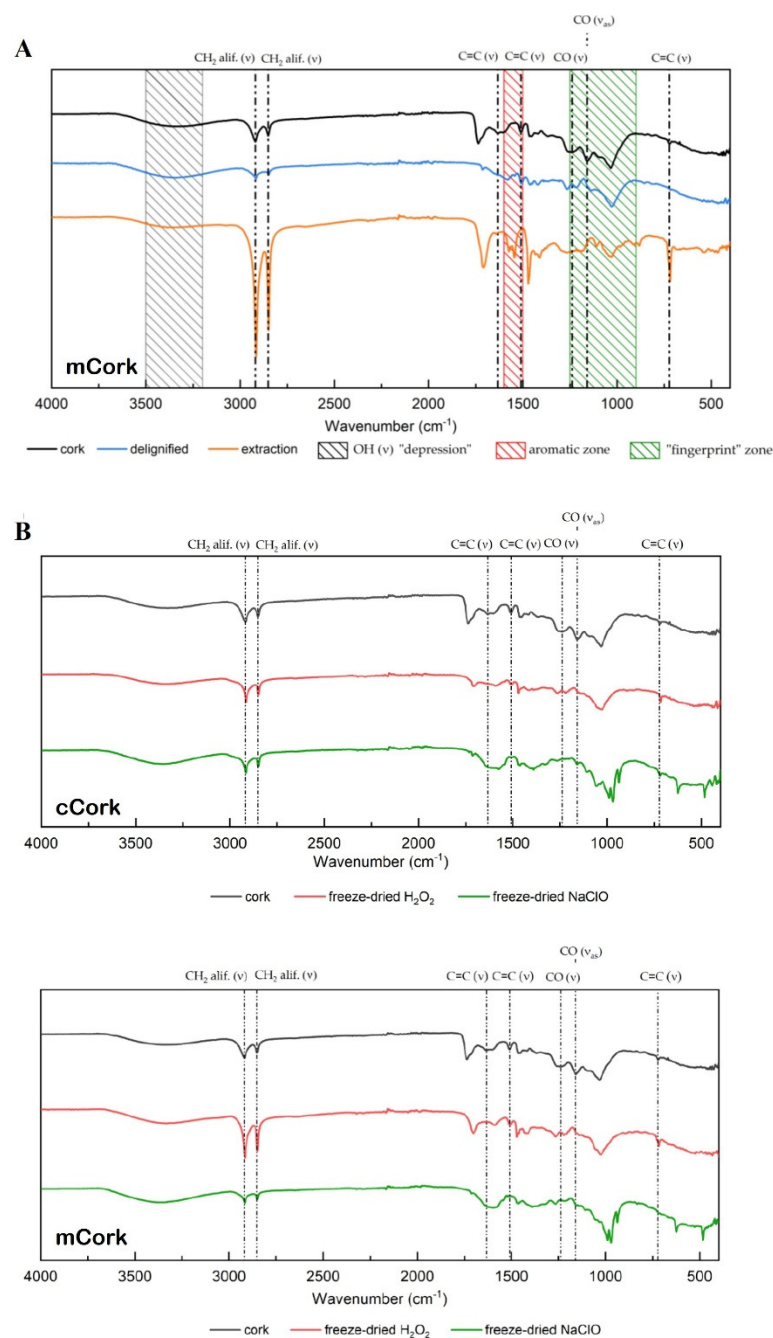 A
CO (νas)
CH2 alif. (ν) CH2 alif. (ν) C=C (ν) C=C (ν) CO (ν) C=C (ν)
mCork
4000 3500 3000 2500 2000 1500 1000 500
Wavenumber (cm-1)
cork delignified extraction OH (ν) "depression" aromatic zone "fingerprint" zone
B
CO (νas)
CH2 alif. (ν) CH2 alif. (ν) C=C (ν) C=C (ν) CO (ν) C=C (ν)
cCork
4000 3500 3000 2500 2000 1500 1000 500
Wavenumber (cm-1)
cork freeze-dried H2O2 freeze-dried NaClO
CO (νas)
CH2 alif. (ν) CH2 alif. (ν) C=C (ν) C=C (ν) CO (ν) C=C (ν)
mCork
4000 3500 3000 2500 2000 1500 1000 500
Wavenumber (cm-1)
cork freeze-dried H2O2 freeze-dried NaClO